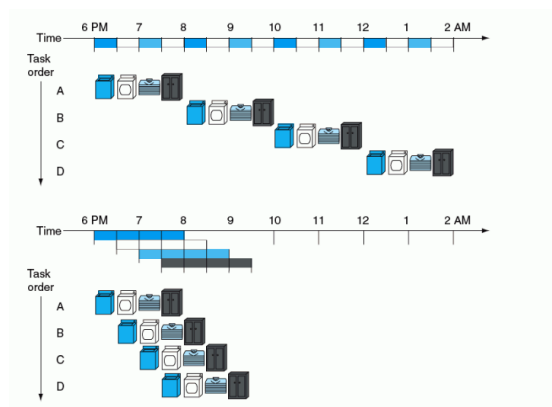 6 PM 7 8 9 10 11 12 1 2 AM
Time
Task
order
A
B
C
D
6 PM 7 8 9 10 11 12 1 2 AM
Time
Task
order
A
B
C
D